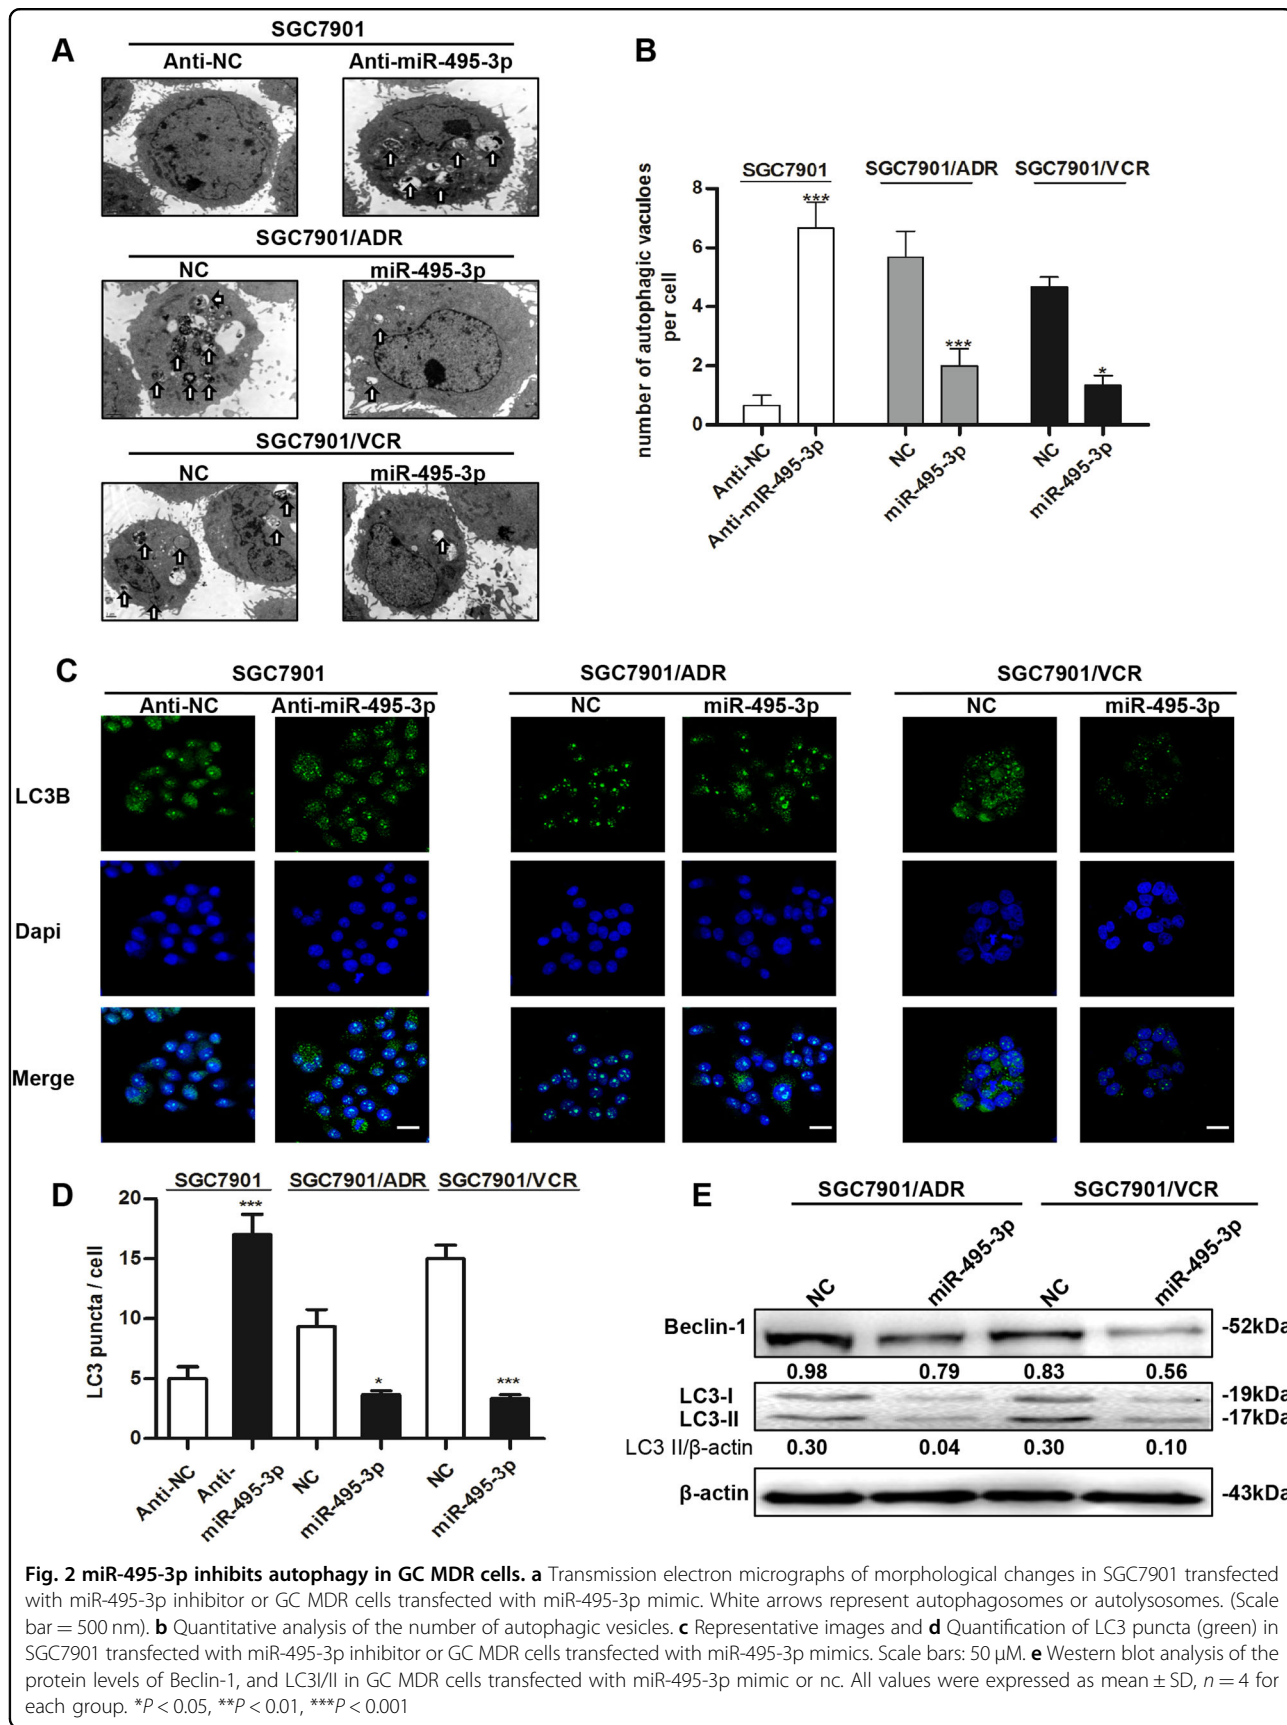 A
SGC7901
Anti-NC Anti-miR-495-3p
SGC7901/ADR
NC miR-495-3p
SGC7901/VCR
NC miR-495-3p
B
number of autophagic vaculoes
per cell
8
6
4
2
0
SGC7901 SGC7901/ADR SGC7901/VCR
***
***
*
Anti-NC
Anti-mIR-495-3p
NC
miR-495-3p
NC
miR-495-3p
C
SGC7901 SGC7901/ADR SGC7901/VCR
Anti-NC Anti-miR-495-3p NC miR-495-3p NC miR-495-3p
LC3B
Dapi
Merge
D
SGC7901 SGC7901/ADR SGC7901/VCR
LC3 puncta / cell
20
15
10
5
0
***
*
***
Anti-NC
Anti-
miR-495-3p
NC
miR-495-3p
NC
miR-495-3p
E
SGC7901/ADR SGC7901/VCR
NC miR-495-3p NC miR-495-3p
Beclin-1 -52kDa
0.98 0.79 0.83 0.56
LC3-I -19kDa
LC3-II -17kDa
LC3 II/β-actin 0.30 0.04 0.30 0.10
β-actin -43kDa
Fig. 2 miR-495-3p inhibits autophagy in GC MDR cells. a Transmission electron micrographs of morphological changes in SGC7901 transfected
with miR-495-3p inhibitor or GC MDR cells transfected with miR-495-3p mimic. White arrows represent autophagosomes or autolysosomes. (Scale
bar = 500 nm). b Quantitative analysis of the number of autophagic vesicles. c Representative images and d Quantification of LC3 puncta (green) in
SGC7901 transfected with miR-495-3p inhibitor or GC MDR cells transfected with miR-495-3p mimics. Scale bars: 50 μM. e Western blot analysis of the
protein levels of Beclin-1, and LC3I/II in GC MDR cells transfected with miR-495-3p mimic or nc. All values were expressed as mean ± SD, n = 4 for
each group. *P < 0.05, **P < 0.01, ***P < 0.001